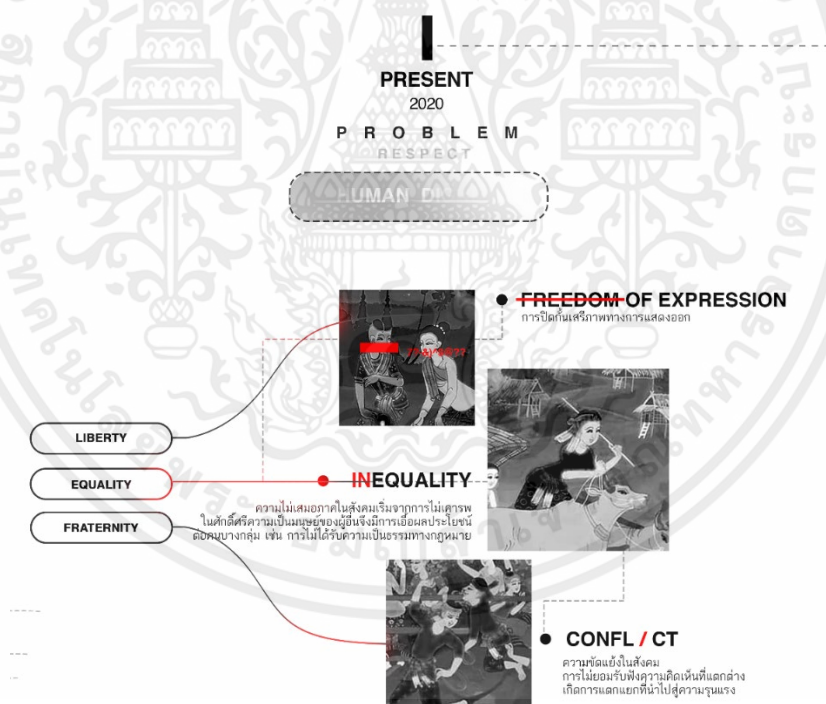 PRESENT
2020
PROBLEM
RESPECT
HUMAN DI
FREEDOM OF EXPRESSION
การปิดกั้นเสรีภาพทางการแสดงออก
LIBERTY
EQUALITY
FRATERNITY
INEQUALITY
ความไม่เสมอภาคในสังคมเริ่มจากการไม่เคารพ
ในศักดิ์ศรีความเป็นมนุษย์ของผู้อื่นจึงมีการเอื้อผลประโยชน์
ต่อคนบางกลุ่ม เช่น การไม่ได้รับความเป็นธรรมทางกฎหมาย
CONFL / CT
ความขัดแย้งในสังคม
การไม่ยอมรับฟังความคิดเห็นที่แตกต่าง
เกิดการแตกแยกที่นำไปสู่ความรุนแรง